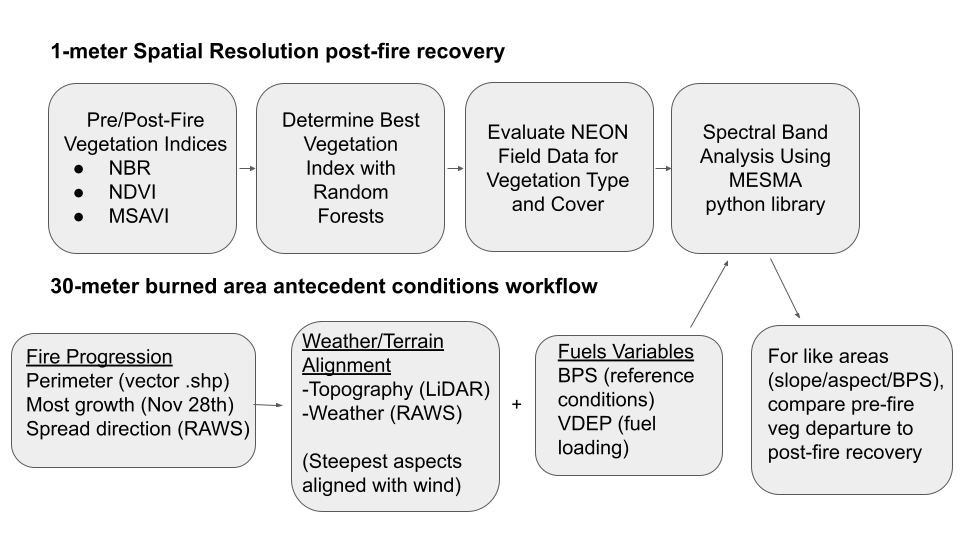 1-meter Spatial Resolution post-fire recovery
Pre/Post-Fire
Vegetation Indices
● NBR
● NDVI
● MSAVI
Determine Best
Vegetation
Index with
Random
Forests
Evaluate NEON
Field Data for
Vegetation Type
and Cover
Spectral Band
Analysis Using
MESMA
python library
30-meter burned area antecedent conditions workflow
Fire Progression
Perimeter (vector .shp)
Most growth (Nov 28th)
Spread direction (RAWS)
Weather/Terrain
Alignment
-Topography (LiDAR)
-Weather (RAWS)
(Steepest aspects
aligned with wind)
+
Fuels Variables
BPS (reference
conditions)
VDEP (fuel
loading)
For like areas
(slope/aspect/BPS),
compare pre-fire
veg departure to
post-fire recovery